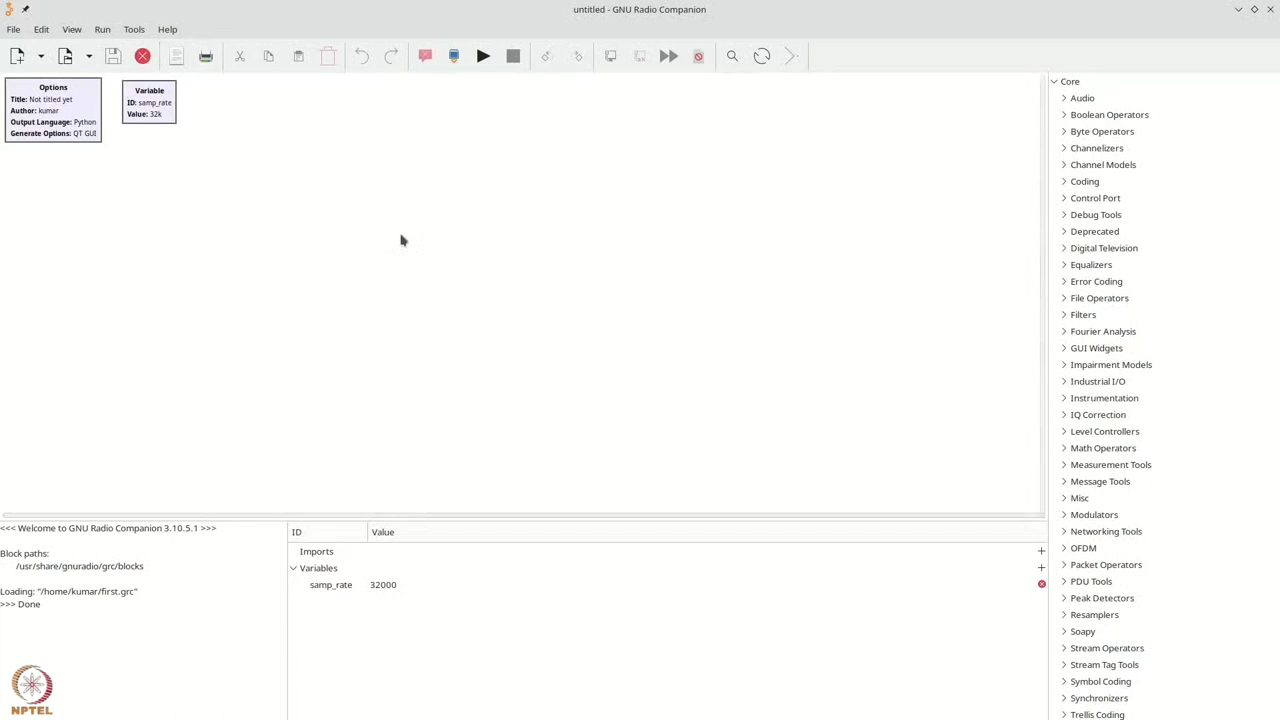 untitled - GNU Radio Companion
File Edit View Run Tools Help
Options
Title: Not titled yet
Author: kumar
Output Language: Python
Generate Options: QT GUI
Variable
ID: samp_rate
Value: 32k
Core
Audio
Boolean Operators
Byte Operators
Channelizers
Channel Models
Coding
Control Port
Debug Tools
Deprecated
Digital Television
Equalizers
Error Coding
File Operators
Filters
Fourier Analysis
GUI Widgets
Impairment Models
Industrial I/O
Instrumentation
IQ Correction
Level Controllers
Math Operators
Measurement Tools
Message Tools
Misc
Modulators
Networking Tools
OFDM
Packet Operators
PDU Tools
Peak Detectors
Resamplers
Soapy
Stream Operators
Stream Tag Tools
Symbol Coding
Synchronizers
Trellis Coding
<<< Welcome to GNU Radio Companion 3.10.5.1 >>>
Block paths:
/usr/share/gnuradio/grc/blocks
Loading: "/home/kumar/first.grc"
>>> Done
ID Value
Imports
Variables
samp_rate 32000
NPTEL